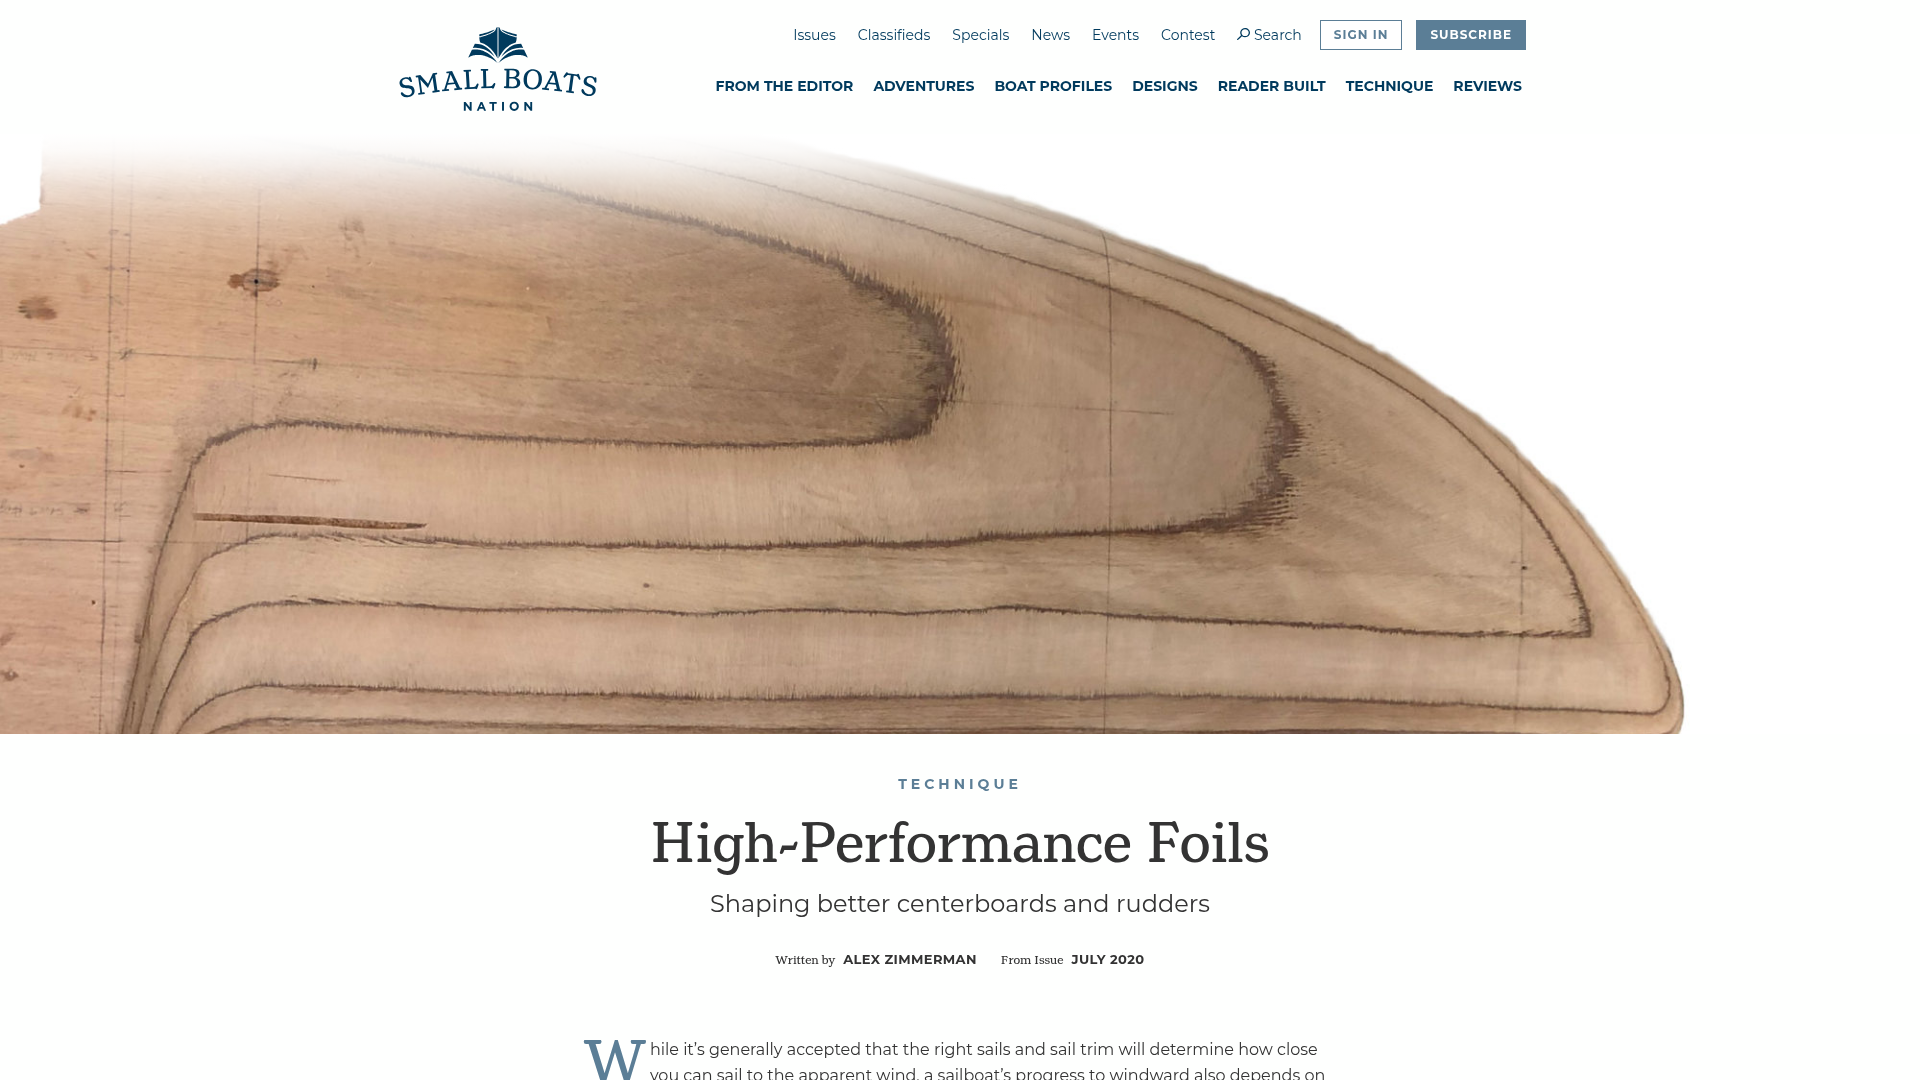 Issues Classifieds Specials News Events Contest Search SIGN IN SUBSCRIBE
SMALL BOATS
NATION
FROM THE EDITOR ADVENTURES BOAT PROFILES DESIGNS READER BUILT TECHNIQUE REVIEWS
TECHNIQUE
High-Performance Foils
Shaping better centerboards and rudders
Written by ALEX ZIMMERMAN From Issue JULY 2020
While it’s generally accepted that the right sails and sail trim will determine how close
you can sail to the apparent wind, a sailboat’s progress to windward also depends on